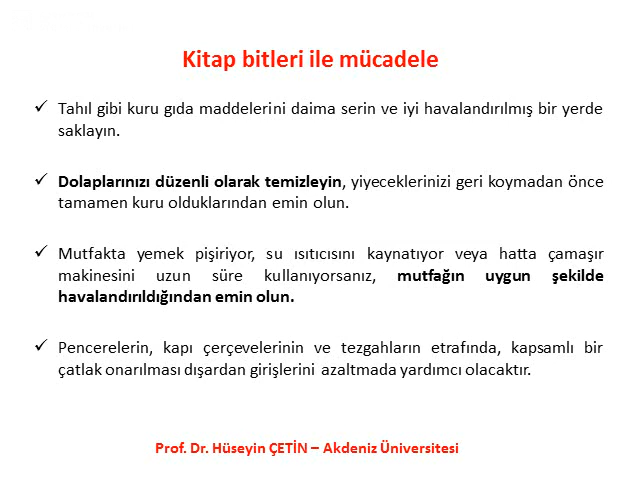 Kitap bitleri ile mücadele
✓ Tahıl gibi kuru gıda maddelerini daima serin ve iyi havalandırılmış bir yerde
saklayın.
✓ Dolaplarınızı düzenli olarak temizleyin, yiyeceklerinizi geri koymadan önce
tamamen kuru olduklarından emin olun.
✓ Mutfakta yemek pişiriyor, su ısıtıcısını kaynatıyor veya hatta çamaşır
makinesini uzun süre kullanıyorsanız, mutfağın uygun şekilde
havalandırıldığından emin olun.
✓ Pencerelerin, kapı çerçevelerinin ve tezgahların etrafında, kapsamlı bir
çatlak onarılması dışardan girişlerini azaltmada yardımcı olacaktır.
Prof. Dr. Hüseyin ÇETİN – Akdeniz Üniversitesi